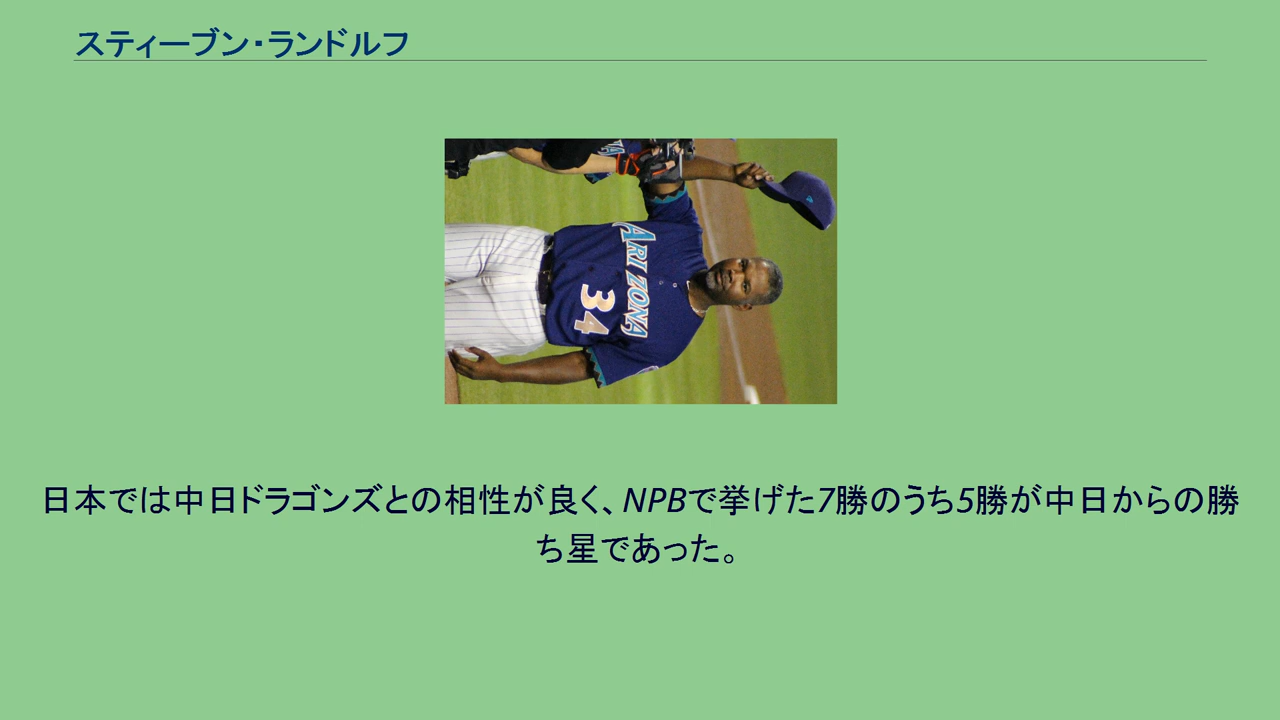 スティーブン・ランドルフ
ARIZONA
34
日本では中日ドラゴンズとの相性が良く、NPBで挙げた7勝のうち5勝が中日からの勝
ち星であった。